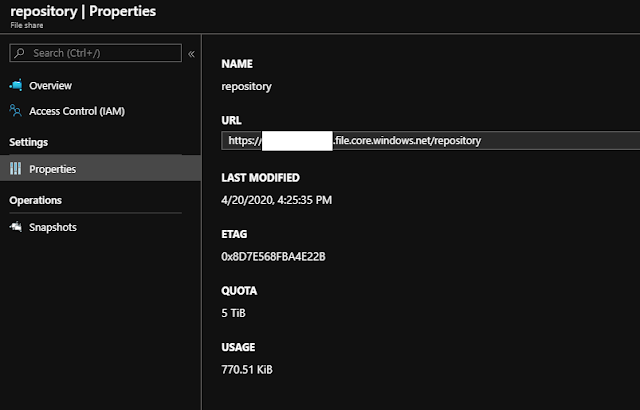 repository | Properties
File share
Search (Ctrl+/)
«
Overview
Access Control (IAM)
Settings
Properties
Operations
Snapshots
NAME
repository
URL
https:// .file.core.windows.net/repository
LAST MODIFIED
4/20/2020, 4:25:35 PM
ETAG
0x8D7E568FBA4E22B
QUOTA
5 TiB
USAGE
770.51 KiB